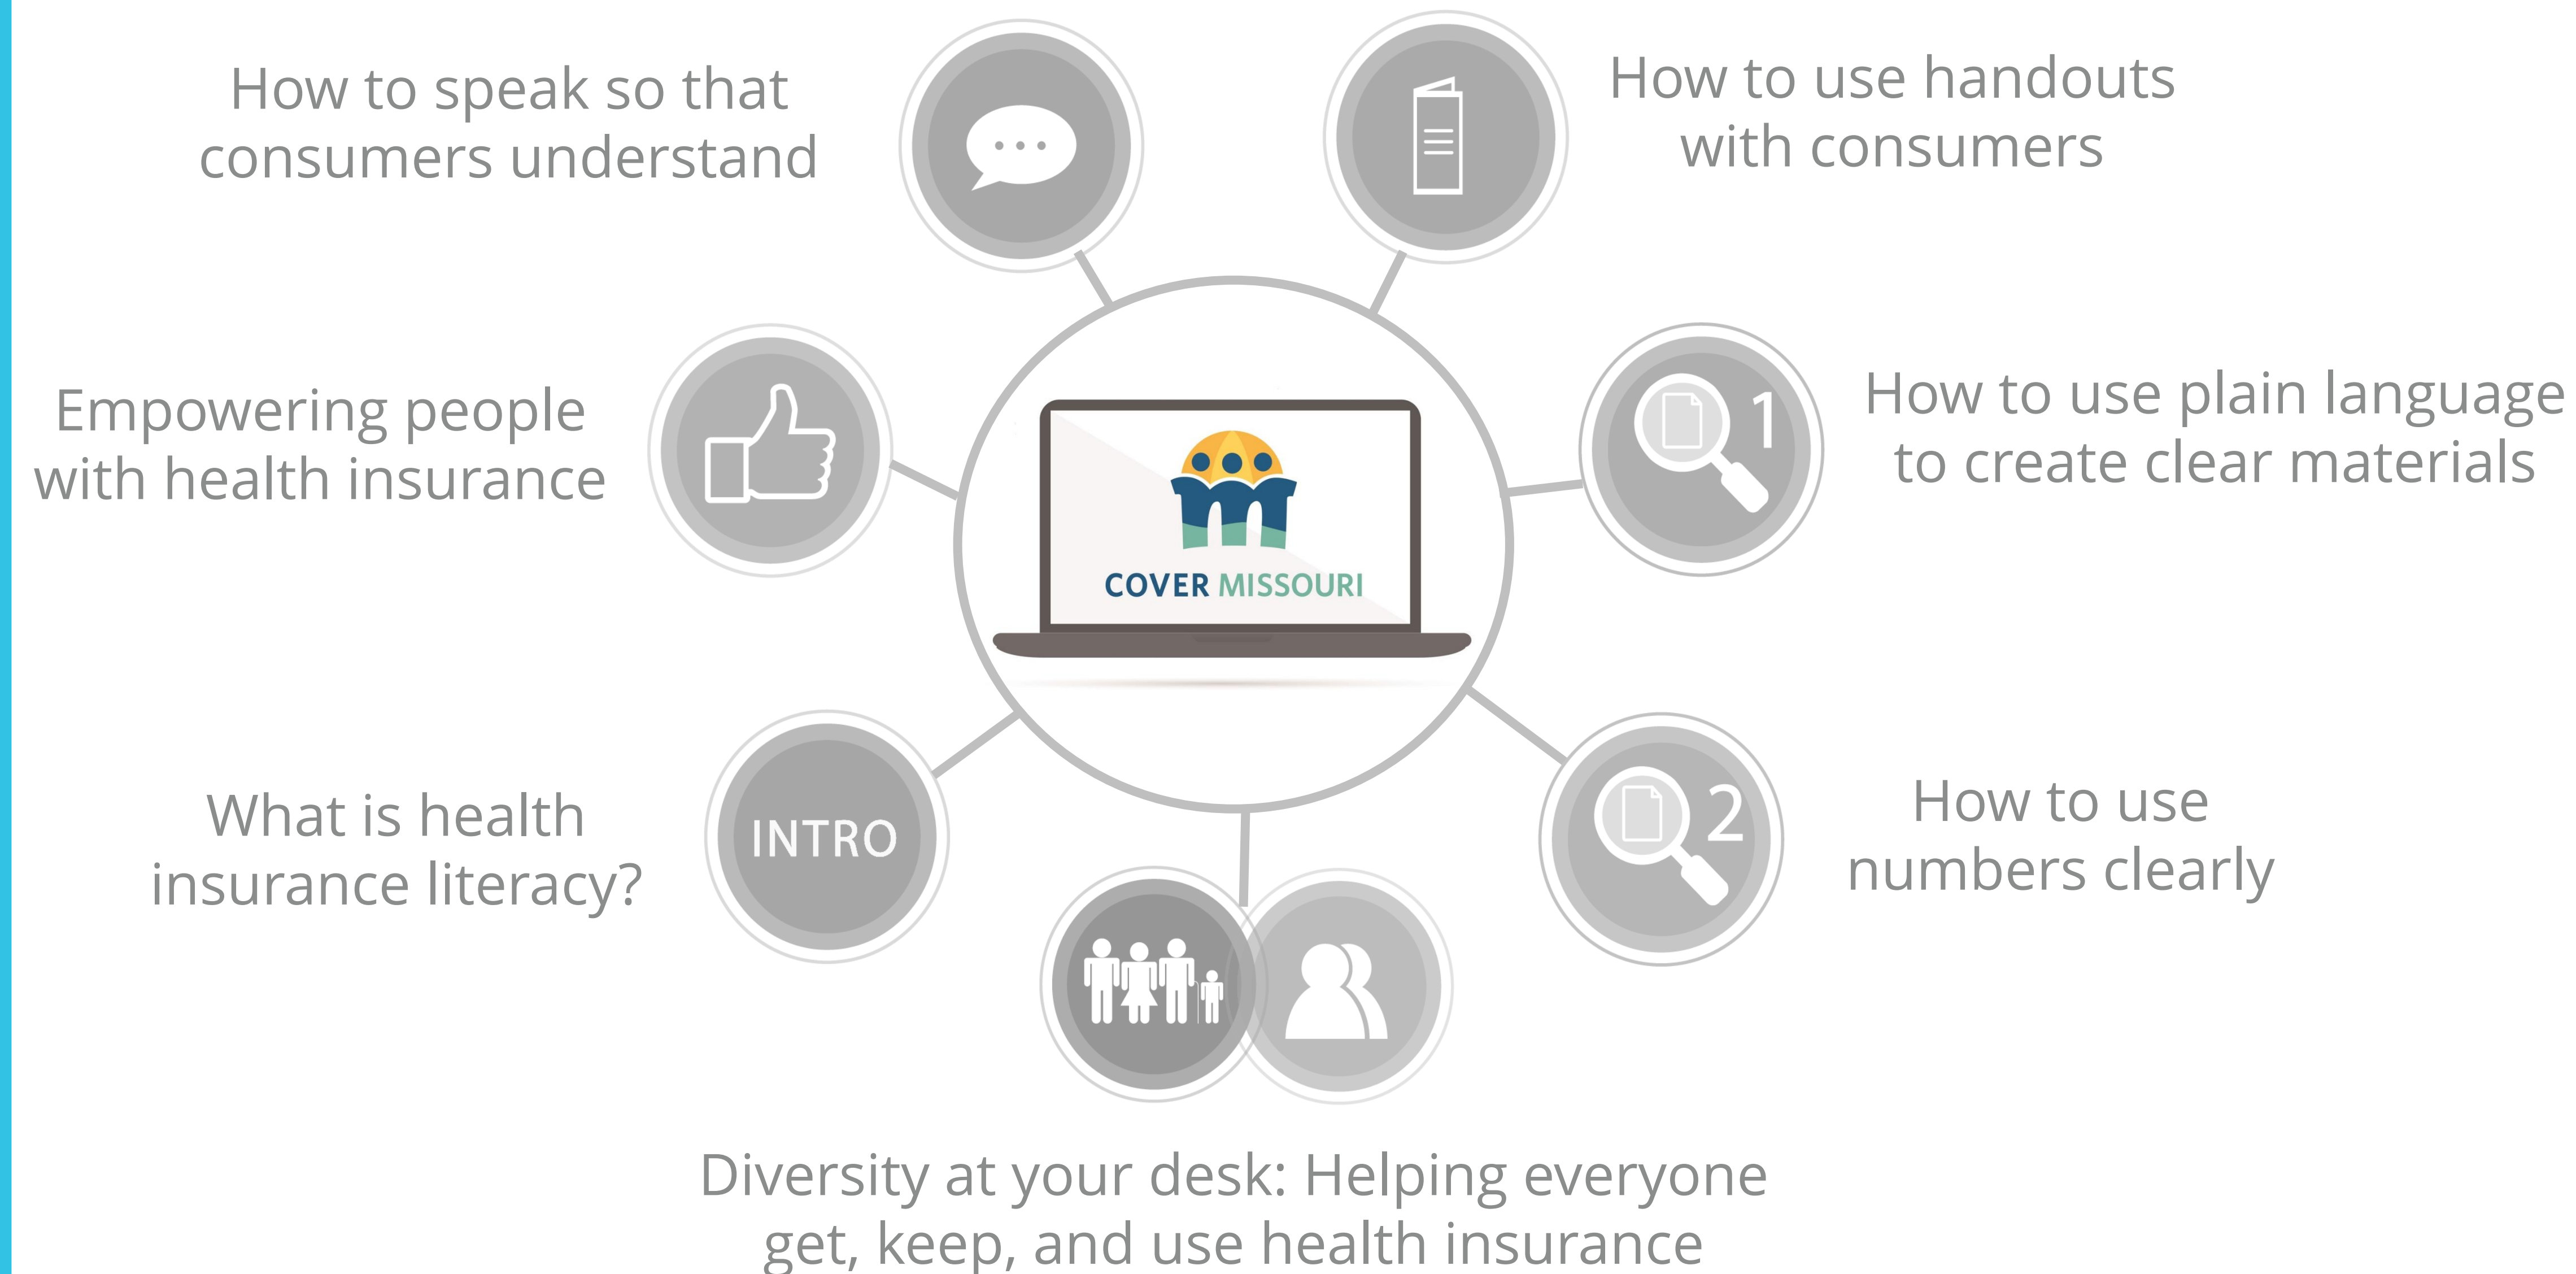 How to speak so that
consumers understand
How to use handouts
with consumers
Empowering people
with health insurance
1
How to use plain language
to create clear materials
COVER MISSOURI
What is health
insurance literacy?
INTRO
2
How to use
numbers clearly
Diversity at your desk: Helping everyone
get, keep, and use health insurance